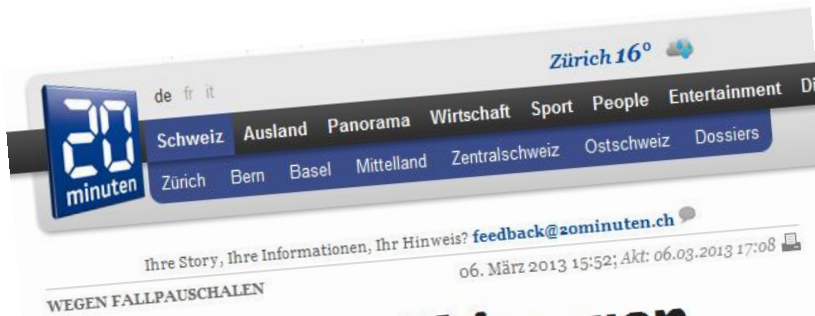 Zürich 16°
de fr it
20 minuten
Schweiz Ausland Panorama Wirtschaft Sport People Entertainment
Zürich Bern Basel Mittelland Zentralschweiz Ostschweiz Dossiers
Ihre Story, Ihre Informationen, Ihr Hinweis? feedback@20minuten.ch
06. März 2013 15:52; Akt: 06.03.2013 17:08
WEGEN FALLPAUSCHALEN